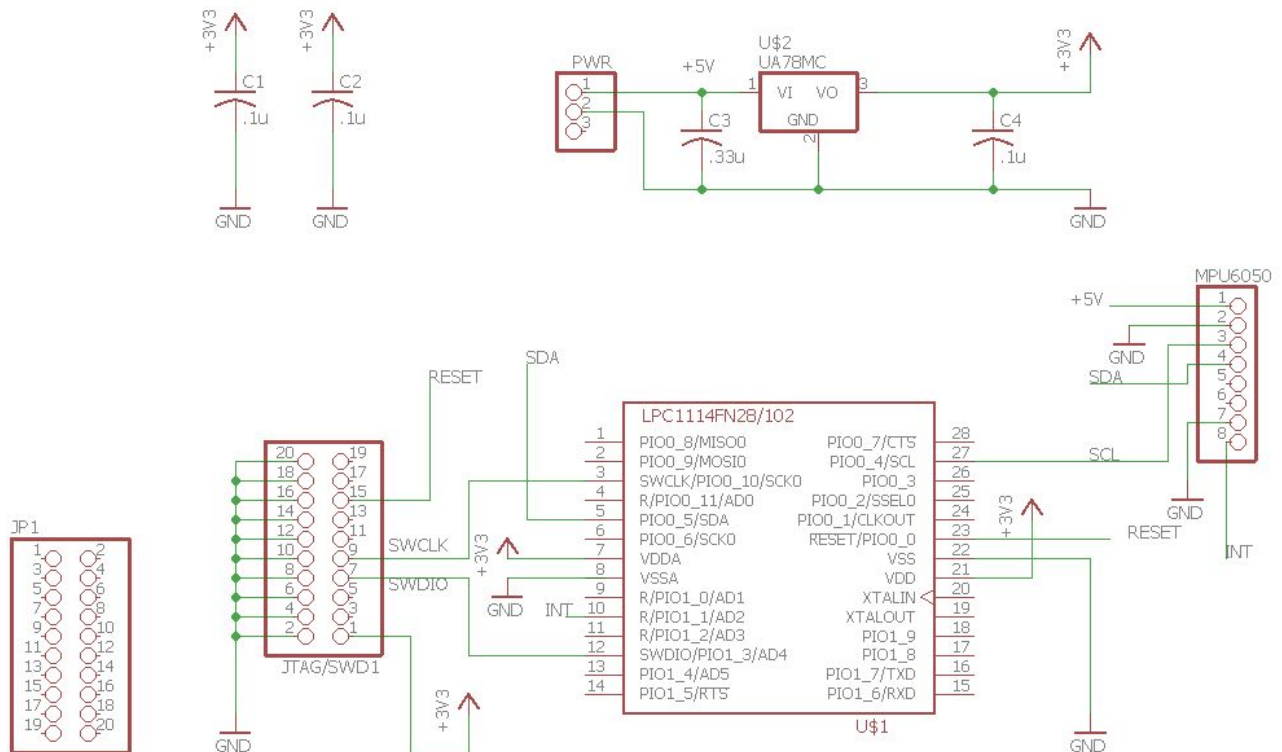 +3V3
+3V3
C1
.1u
C2
.1u
GND
GND
PWR
1
2
3
+5V
U$2
UA78MC
1
VI
VO
3
GND
2
C3
.33u
C4
.1u
+3V3
GND
MPU6050
+5V
1
2
3
4
5
6
7
8
GND
SDA
SCL
GND
RESET
INT
SDA
RESET
20 19
18 17
16 15
14 13
12 11
10 9
8 7
6 5
4 3
2 1
JTAG/SWD1
SWCLK
SWDIO
GND
+3V3
+3V3
GND
INT
LPC1114FN28/102
1 PIO0_8/MISO0 PIO0_7/CTS 28
2 PIO0_9/MOSI0 PIO0_4/SCL 27
3 SWCLK/PIO0_10/SCK0 PIO0_3 26
4 R/PIO0_11/AD0 PIO0_2/SSEL0 25
5 PIO0_5/SDA PIO0_1/CLKOUT 24
6 PIO0_6/SCK0 RESET/PIO0_0 23
7 VDDA VSS 22
8 VSSA VDD 21
9 R/PIO1_0/AD1 XTALIN 20
10 R/PIO1_1/AD2 XTALOUT 19
11 R/PIO1_2/AD3 PIO1_9 18
12 SWDIO/PIO1_3/AD4 PIO1_8 17
13 PIO1_4/AD5 PIO1_7/TXD 16
14 PIO1_5/RTS PIO1_6/RXD 15
U$1
+3V3
GND
JP1
1 2
3 4
5 6
7 8
9 10
11 12
13 14
15 16
17 18
19 20